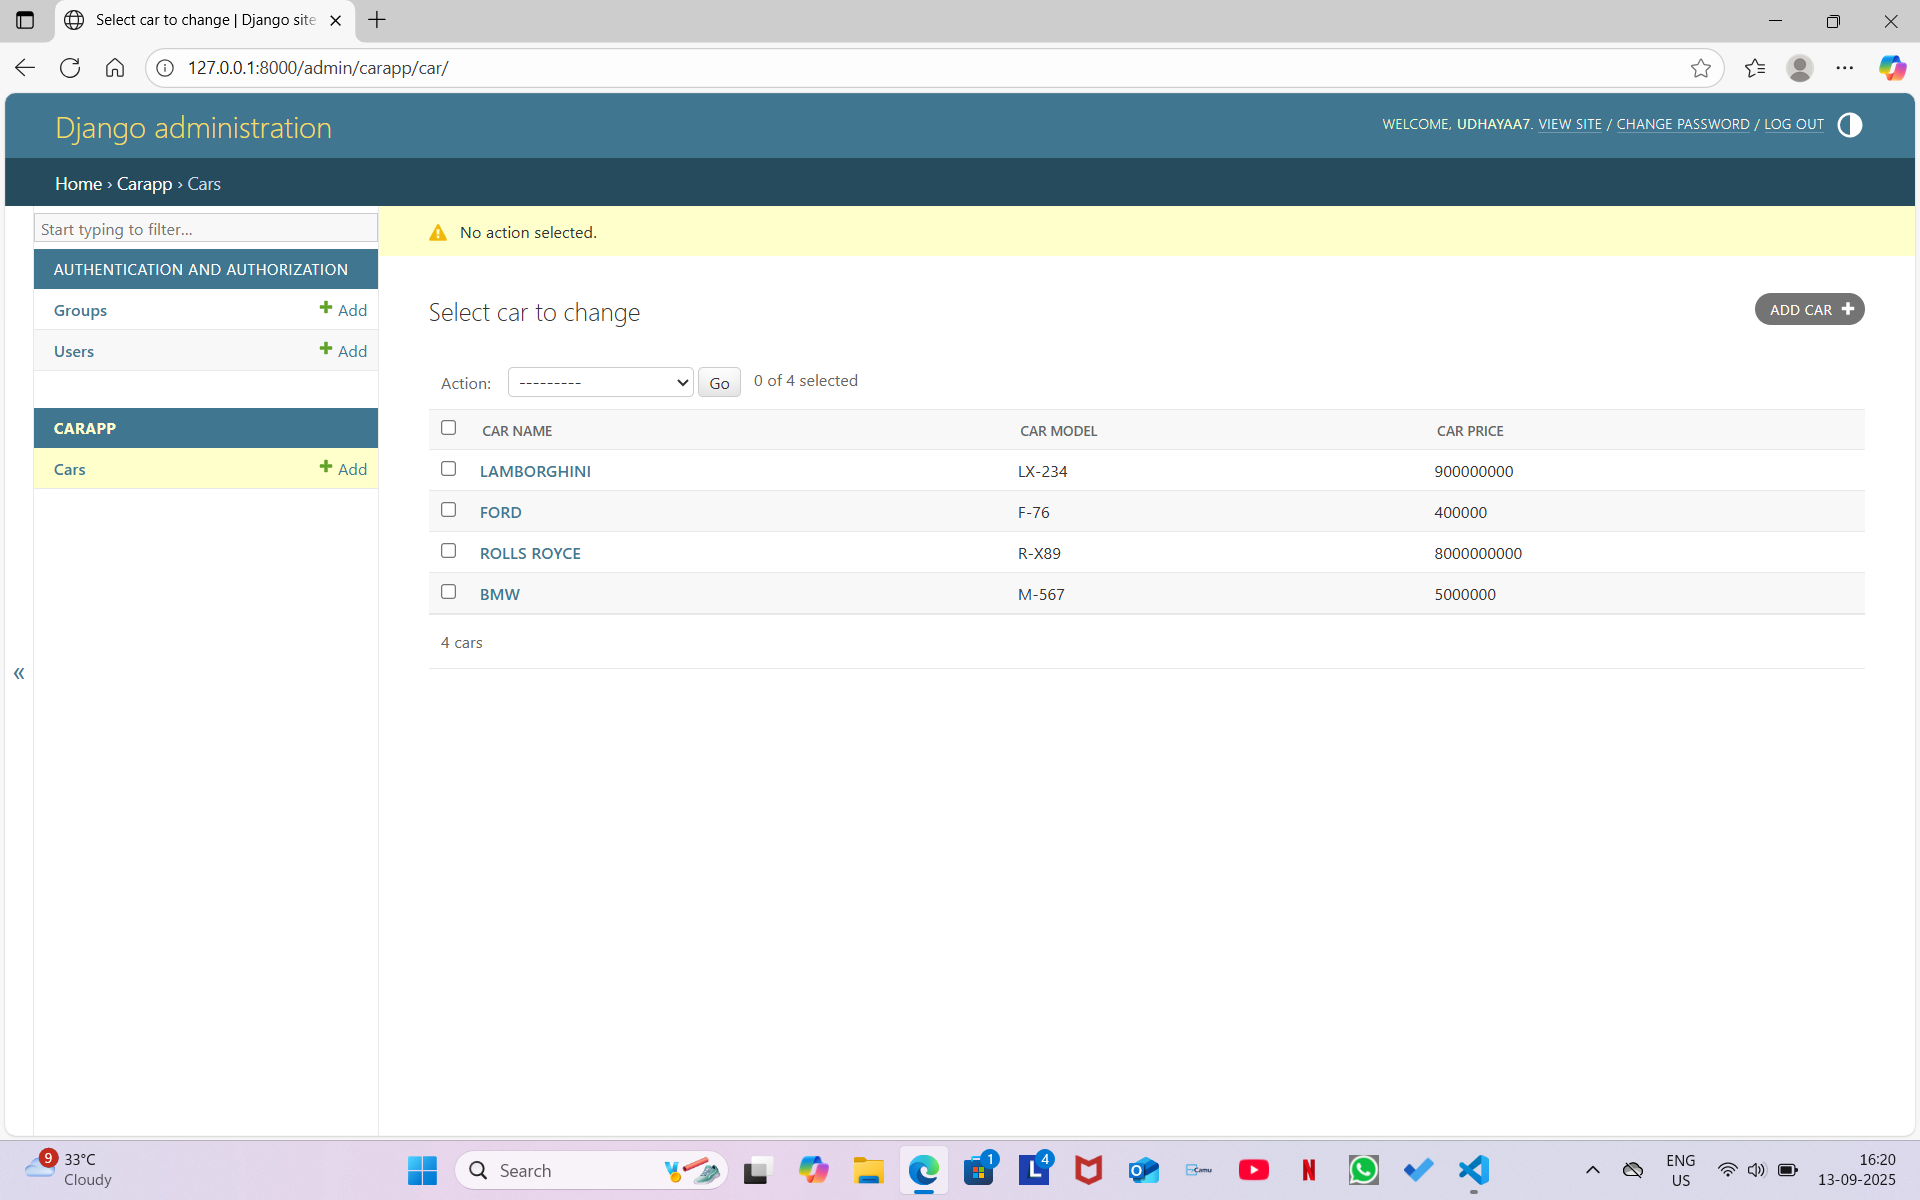 Select car to change | Django site
127.0.0.1:8000/admin/carapp/car/
Django administration
WELCOME, UDHAYAA7. VIEW SITE / CHANGE PASSWORD / LOG OUT
Home › Carapp › Cars
Start typing to filter...
AUTHENTICATION AND AUTHORIZATION
Groups Add
Users Add
CARAPP
Cars Add
No action selected.
Select car to change
ADD CAR
Action: --------- Go 0 of 4 selected
CAR NAME CAR MODEL CAR PRICE
LAMBORGHINI LX-234 900000000
FORD F-76 400000
ROLLS ROYCE R-X89 8000000000
BMW M-567 5000000
4 cars
«
9 33°C
Cloudy
Search
1
4
Camu
ENG
US
16:20
13-09-2025